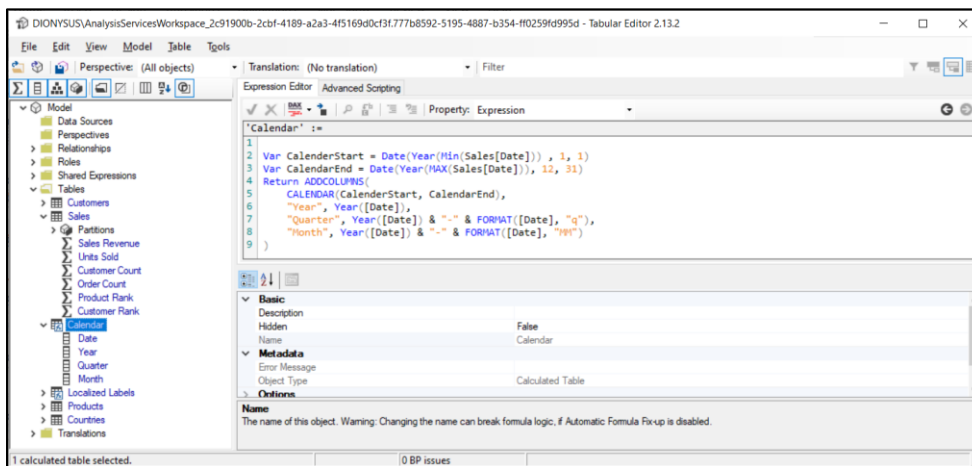 DIONYSUS\AnalysisServicesWorkspace_2c91900b-2cbf-4189-a2a3-4f5169d0cf3f.777b8592-5195-4887-b354-ff0259fd995d - Tabular Editor 2.13.2
File Edit View Model Table Tools
Perspective: (All objects) Translation: (No translation) Filter
Expression Editor Advanced Scripting
Model
Data Sources
Perspectives
Relationships
Roles
Shared Expressions
Tables
Customers
Sales
Partitions
Sales Revenue
Units Sold
Customer Count
Order Count
Product Rank
Customer Rank
Calendar
Date
Year
Quarter
Month
Localized Labels
Products
Countries
Translations
DAX Property: Expression
'Calendar' :=
1
2 Var CalenderStart = Date(Year(Min(Sales[Date])) , 1, 1)
3 Var CalendarEnd = Date(Year(MAX(Sales[Date])), 12, 31)
4 Return ADDCOLUMNS(
5 CALENDAR(CalenderStart, CalendarEnd),
6 "Year", Year([Date]),
7 "Quarter", Year([Date]) & "-" & FORMAT([Date], "q"),
8 "Month", Year([Date]) & "-" & FORMAT([Date], "MM")
9 )
Basic
Description
Hidden False
Name Calendar
Metadata
Error Message
Object Type Calculated Table
Options
Name
The name of this object. Warning: Changing the name can break formula logic, if Automatic Formula Fix-up is disabled.
1 calculated table selected. 0 BP issues